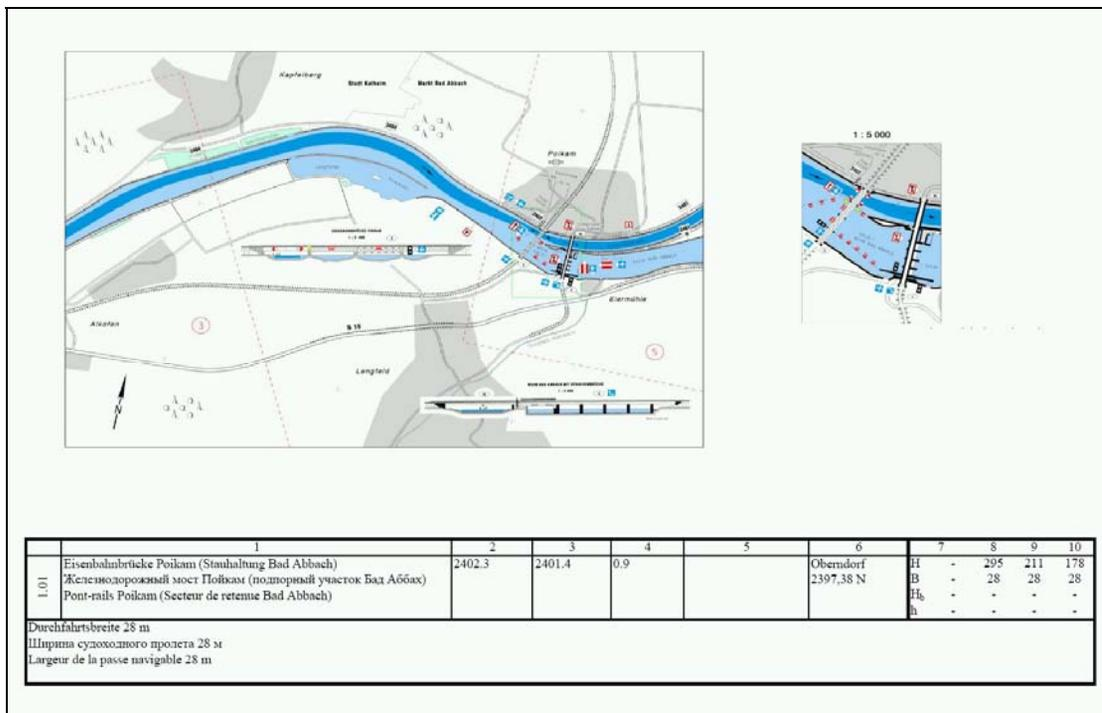 Kapfelberg
Stadt Kelheim
Markt Bad Abbach
Poikam
1 : 5 000
Alkofen
3
B 16
Eiermühle
5
Lengfeld
N
1 2 3 4 5 6 7 8 9 10
1.01
Eisenbahnbrücke Poikam (Stauhaltung Bad Abbach) 2402.3 2401.4 0.9 Oberndorf H - 295 211 178
Железнодорожный мост Пойкам (подпорный участок Бад Аббах) 2397,38 N B - 28 28 28
Pont-rails Poikam (Secteur de retenue Bad Abbach) Hb - - - -
h - - - -
Durchfahrtsbreite 28 m
Ширина судоходного пролета 28 м
Largeur de la passe navigable 28 m